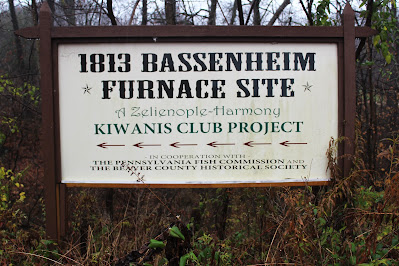 1813 BASSENHEIM
FURNACE SITE
A Zelienople-Harmony
KIWANIS CLUB PROJECT
- IN COOPERATION WITH -
THE PENNSYLVANIA FISH COMMISSION AND
THE BEAVER COUNTY HISTORICAL SOCIETY